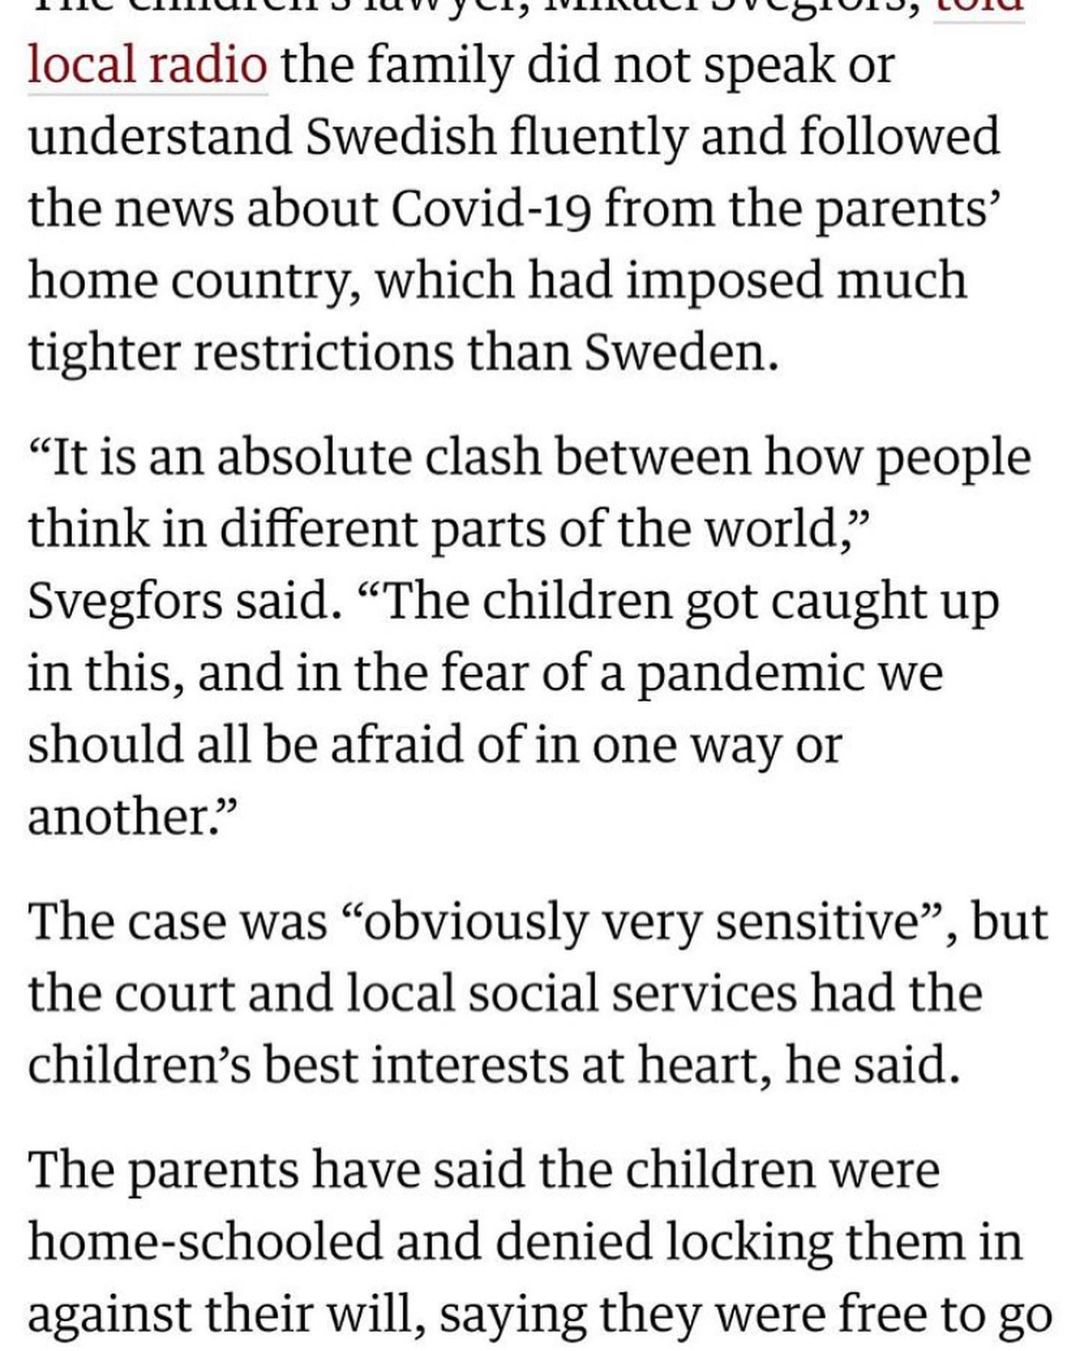 The children's lawyer, Mikael Svegfors, told
local radio the family did not speak or
understand Swedish fluently and followed
the news about Covid-19 from the parents’
home country, which had imposed much
tighter restrictions than Sweden.
“It is an absolute clash between how people
think in different parts of the world,”
Svegfors said. “The children got caught up
in this, and in the fear of a pandemic we
should all be afraid of in one way or
another.”
The case was “obviously very sensitive”, but
the court and local social services had the
children’s best interests at heart, he said.
The parents have said the children were
home-schooled and denied locking them in
against their will, saying they were free to go